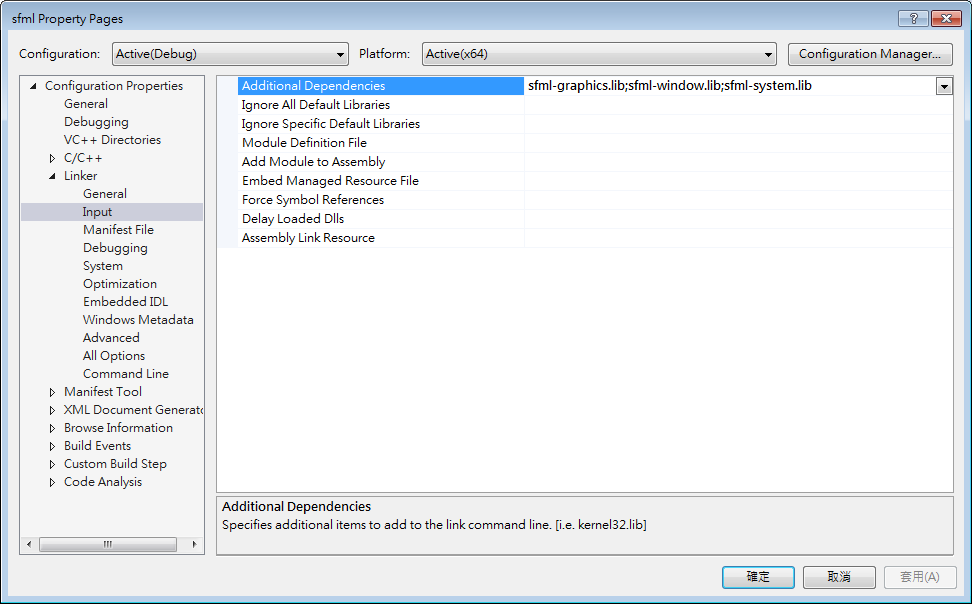 sfml Property Pages
?
Configuration: Active(Debug) Platform: Active(x64) Configuration Manager...
Configuration Properties
General
Debugging
VC++ Directories
C/C++
Linker
General
Input
Manifest File
Debugging
System
Optimization
Embedded IDL
Windows Metadata
Advanced
All Options
Command Line
Manifest Tool
XML Document Generato
Browse Information
Build Events
Custom Build Step
Code Analysis
Additional Dependencies sfml-graphics.lib;sfml-window.lib;sfml-system.lib
Ignore All Default Libraries
Ignore Specific Default Libraries
Module Definition File
Add Module to Assembly
Embed Managed Resource File
Force Symbol References
Delay Loaded Dlls
Assembly Link Resource
Additional Dependencies
Specifies additional items to add to the link command line. [i.e. kernel32.lib]
確定 取消 套用(A)